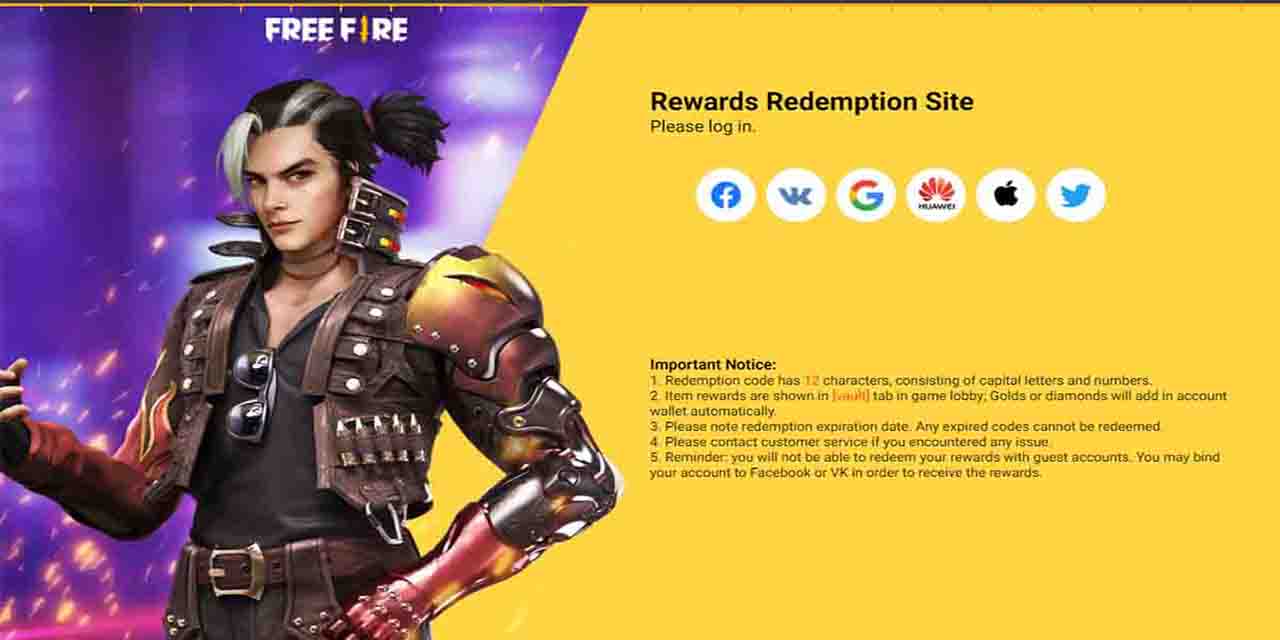 FREE FIRE
Rewards Redemption Site
Please log in.
HUAWEI
Important Notice:
1. Redemption code has 12 characters, consisting of capital letters and numbers.
2. Item rewards are shown in [vault] tab in game lobby; Golds or diamonds will add in account
wallet automatically.
3. Please note redemption expiration date. Any expired codes cannot be redeemed.
4. Please contact customer service if you encountered any issue.
5. Reminder: you will not be able to redeem your rewards with guest accounts. You may bind
your account to Facebook or VK in order to receive the rewards.